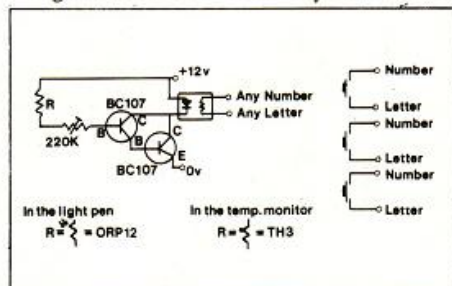 +12v
Number
R
BC107
Any Number
C
Any Letter
Letter
B
C
Number
220K
B
E
Letter
BC107
0v
Number
In the light pen
In the temp. monitor
Letter
R = = ORP12
R = = TH3